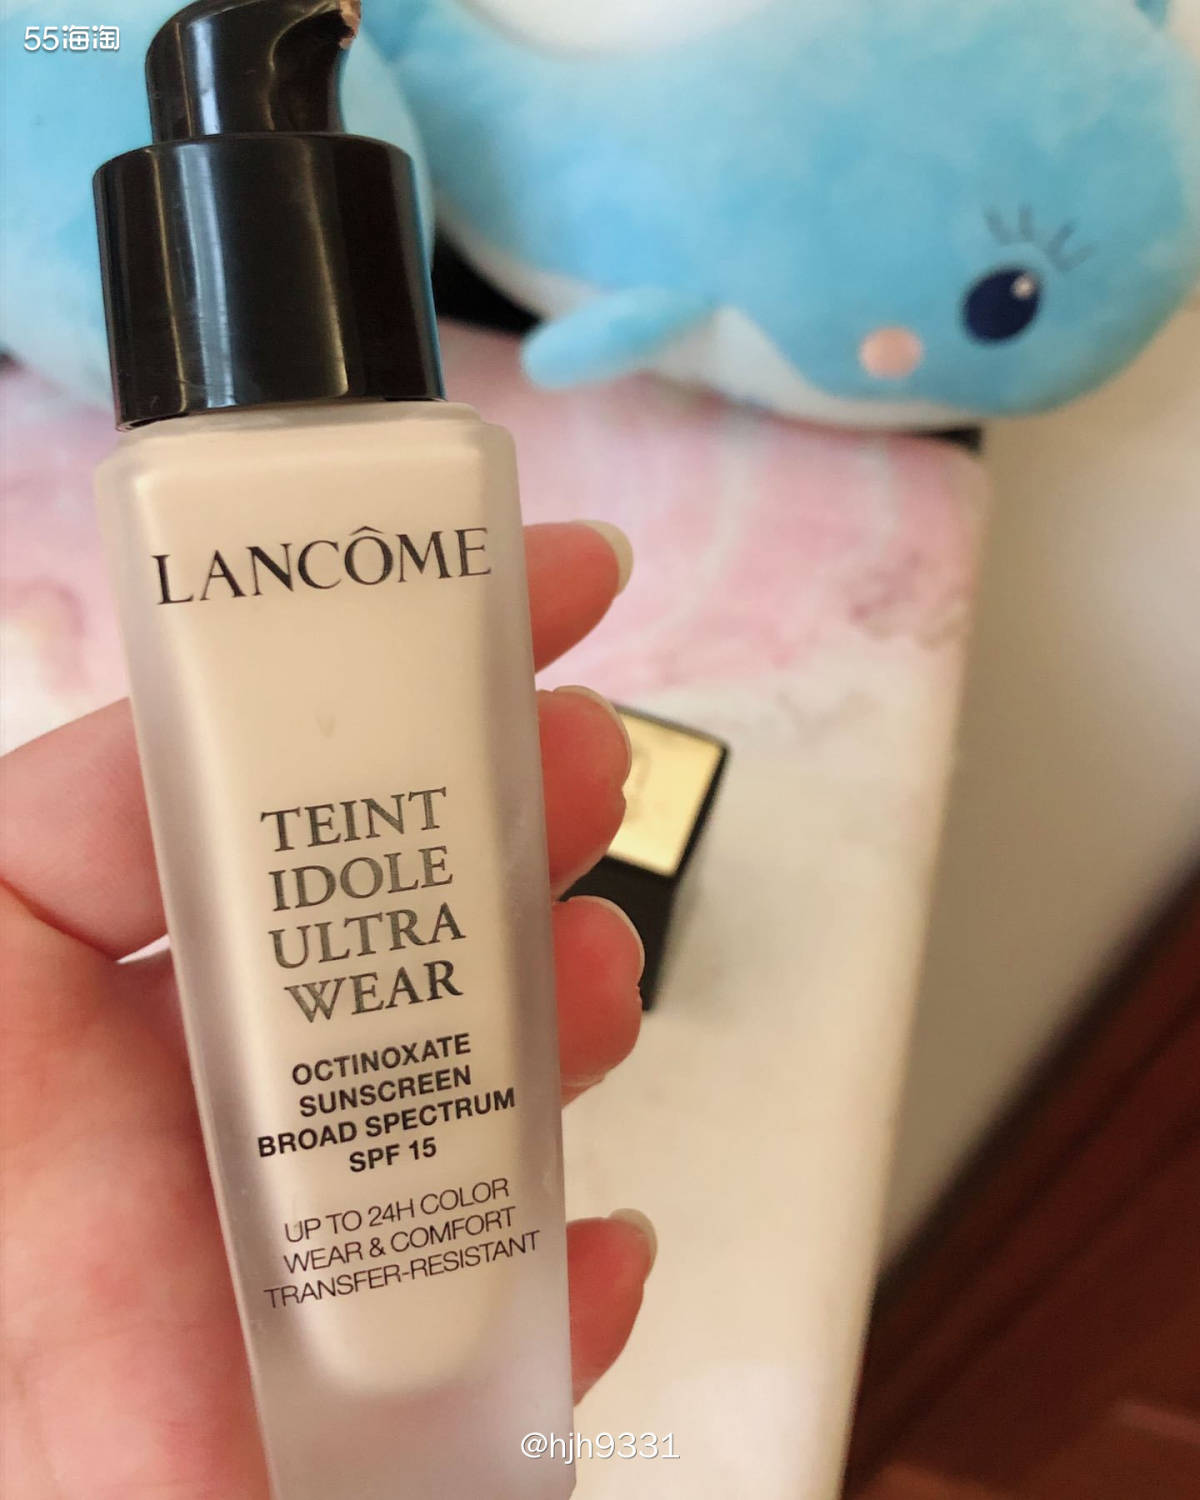 55海淘
LANCÔME
TEINT
IDOLE
ULTRA
WEAR
OCTINOXATE
SUNSCREEN
BROAD SPECTRUM
SPF 15
UP TO 24H COLOR
WEAR & COMFORT
TRANSFER-RESISTANT
@hjh9331